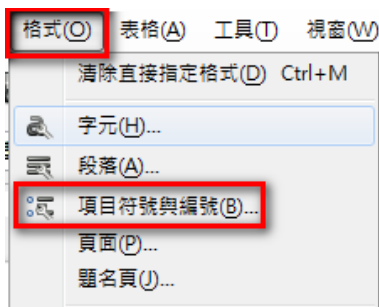 格式(O) 表格(A) 工具(T) 視窗(W)
清除直接指定格式(D) Ctrl+M
字元(H)...
段落(A)...
項目符號與編號(B)...
頁面(P)...
題名頁(J)...